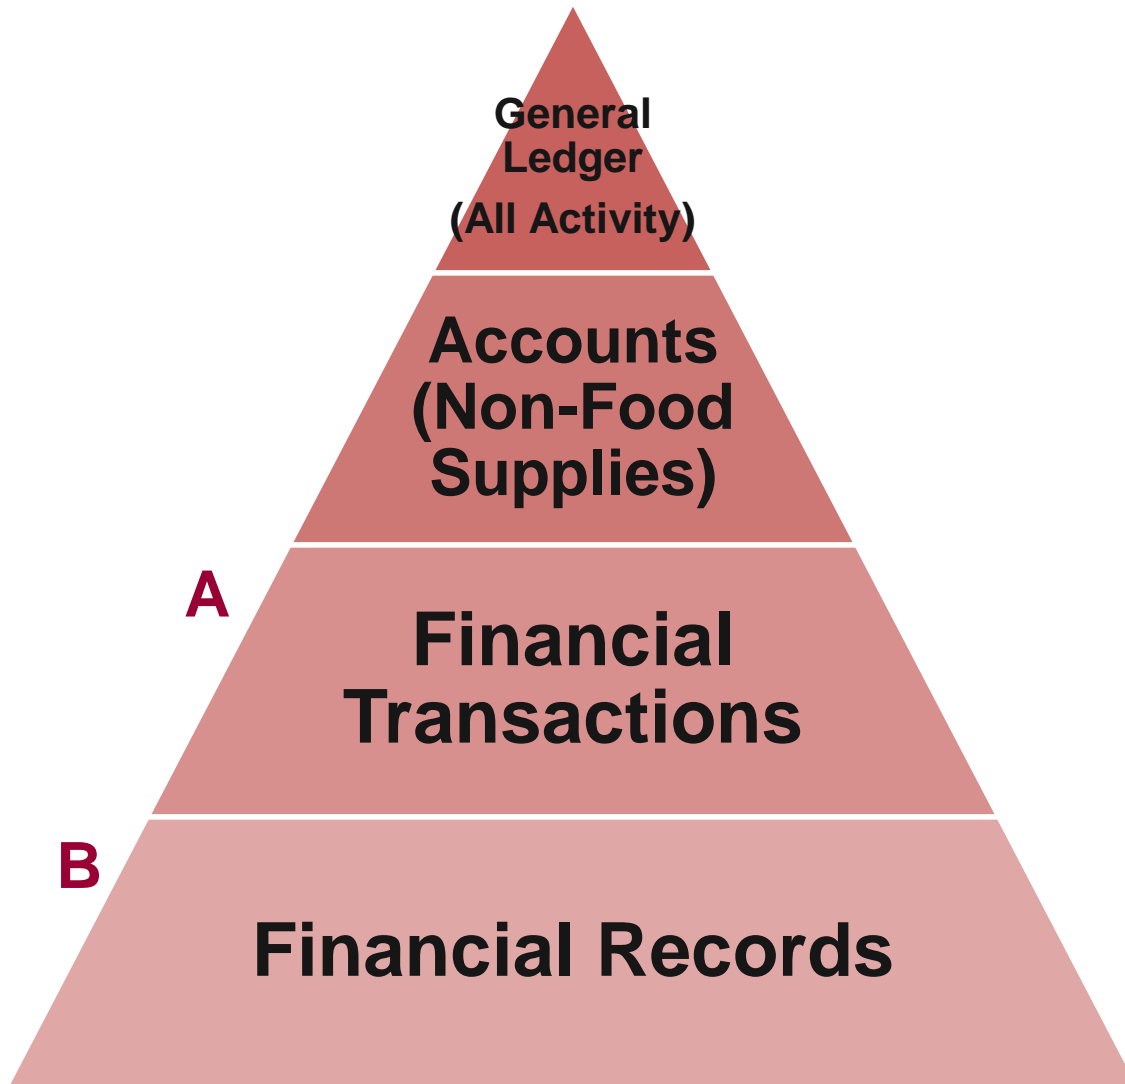 General
Ledger
(All Activity)
Accounts
(Non-Food
Supplies)
A
Financial
Transactions
B
Financial Records